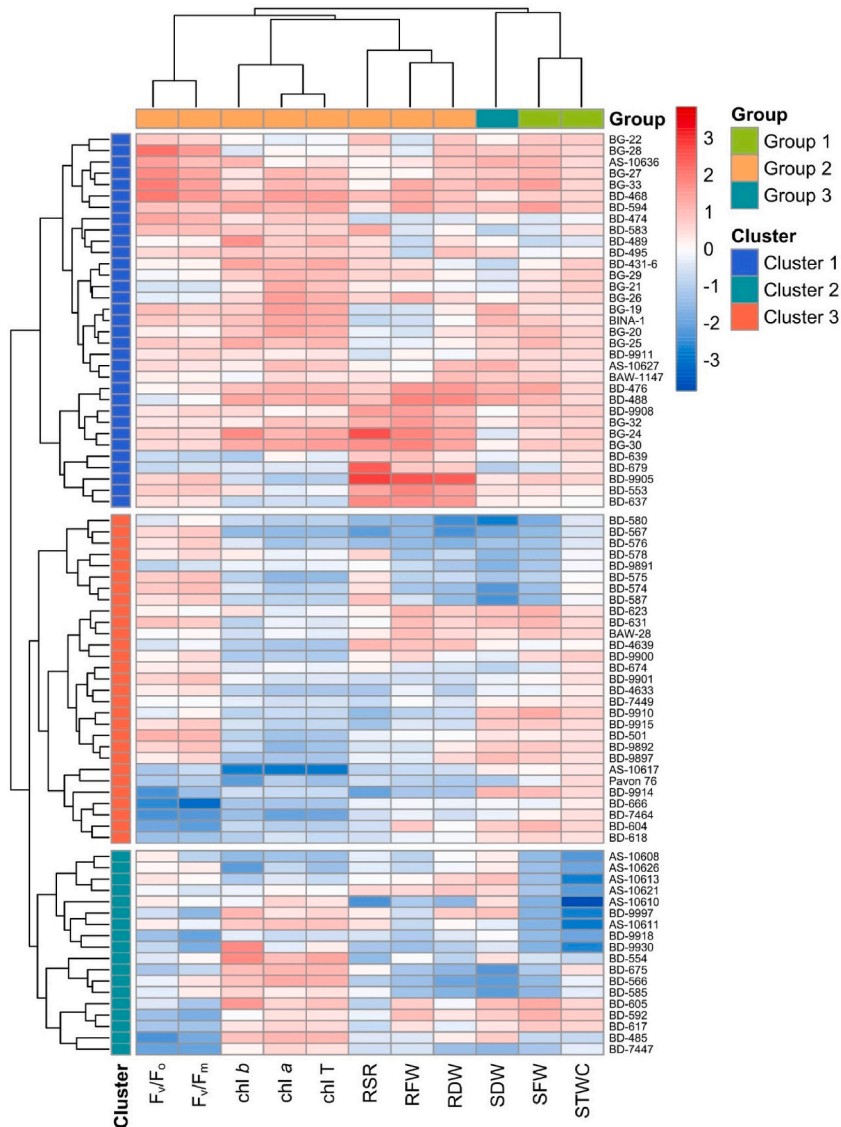 Group
BG-22
BG-28
AS-10636
BG-27
BG-33
BD-468
BD-594
BD-474
BD-583
BD-489
BD-495
BD-431-6
BG-29
BG-21
BG-26
BG-19
BINA-1
BG-20
BG-25
BD-9911
AS-10627
BAW-1147
BD-476
BD-488
BD-9908
BG-32
BG-24
BG-30
BD-639
BD-679
BD-9905
BD-553
BD-637
BD-580
BD-567
BD-576
BD-578
BD-9891
BD-575
BD-574
BD-587
BD-623
BD-631
BAW-28
BD-4639
BD-9900
BD-674
BD-9901
BD-4633
BD-7449
BD-9910
BD-9915
BD-501
BD-9892
BD-9897
AS-10617
Pavon 76
BD-9914
BD-666
BD-7464
BD-604
BD-618
AS-10608
AS-10626
AS-10613
AS-10621
AS-10610
BD-9997
AS-10611
BD-9918
BD-9930
BD-554
BD-675
BD-566
BD-585
BD-605
BD-592
BD-617
BD-485
BD-7447
3
2
1
0
-1
-2
-3
Group
Group 1
Group 2
Group 3
Cluster
Cluster 1
Cluster 2
Cluster 3
Cluster
Fv/Fo
Fv/Fm
chl b
chl a
chl T
RSR
RFW
RDW
SDW
SFW
STWC